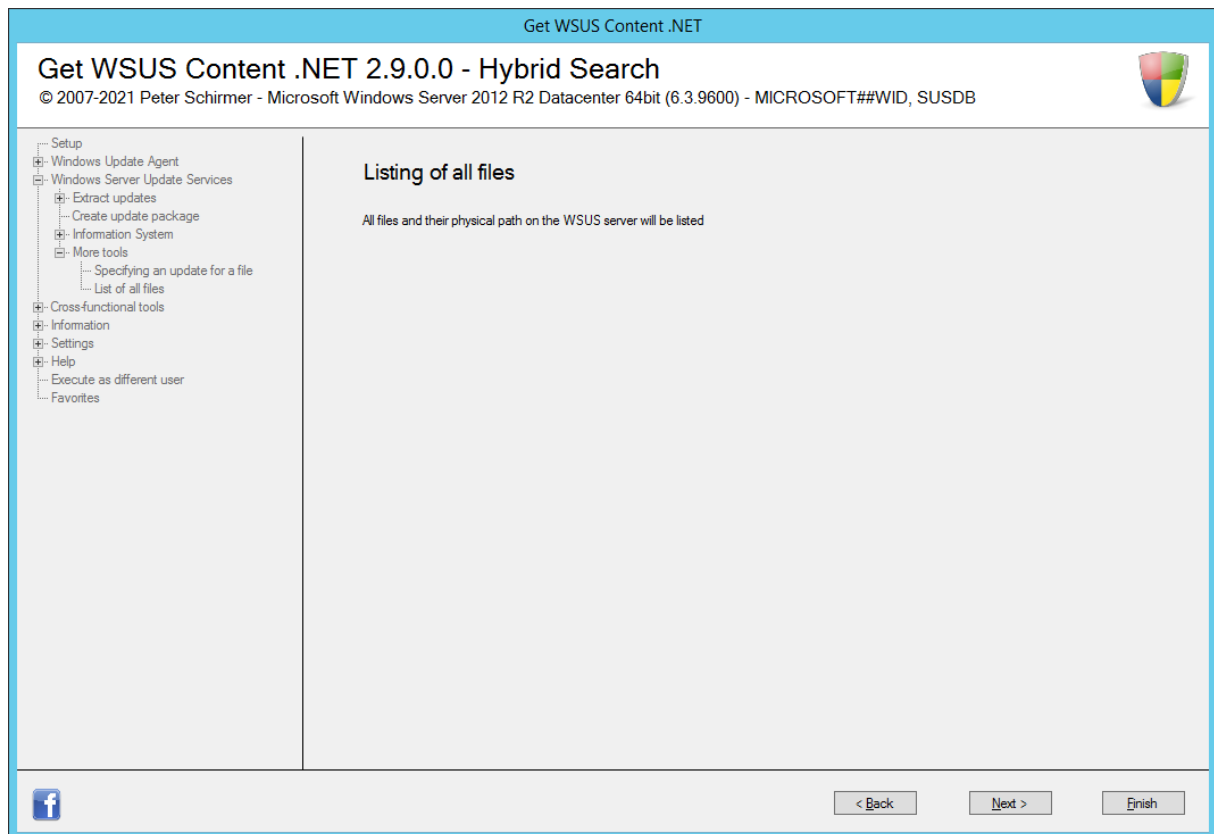 Get WSUS Content .NET
Get WSUS Content .NET 2.9.0.0 - Hybrid Search
© 2007-2021 Peter Schirmer - Microsoft Windows Server 2012 R2 Datacenter 64bit (6.3.9600) - MICROSOFT##WID, SUSDB
Setup
Windows Update Agent
Windows Server Update Services
Extract updates
Create update package
Information System
More tools
Specifying an update for a file
List of all files
Cross-functional tools
Information
Settings
Help
Execute as different user
Favorites
Listing of all files
All files and their physical path on the WSUS server will be listed
f
< Back
Next >
Finish